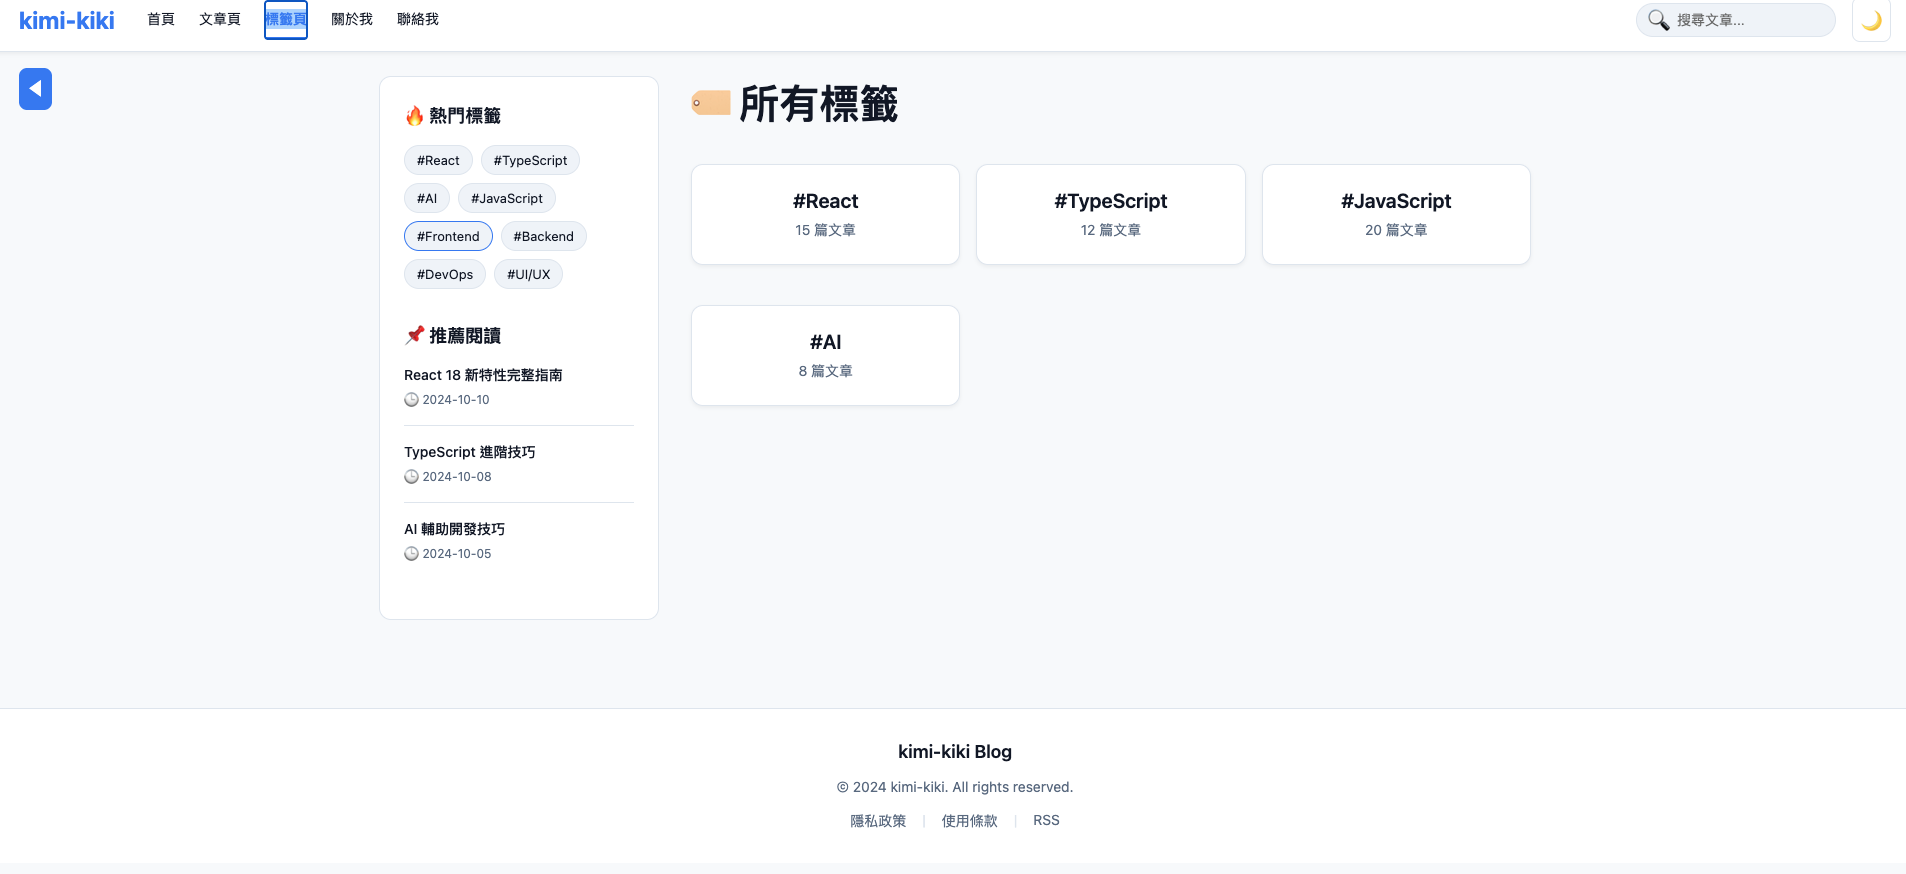 kimi-kiki 首頁 文章頁 標籤頁 關於我 聯絡我 搜尋文章...
熱門標籤
#React #TypeScript
#AI #JavaScript
#Frontend #Backend
#DevOps #UI/UX
推薦閱讀
React 18 新特性完整指南
2024-10-10
TypeScript 進階技巧
2024-10-08
AI 輔助開發技巧
2024-10-05
所有標籤
#React
15 篇文章
#TypeScript
12 篇文章
#JavaScript
20 篇文章
#AI
8 篇文章
kimi-kiki Blog
© 2024 kimi-kiki. All rights reserved.
隱私政策 | 使用條款 | RSS